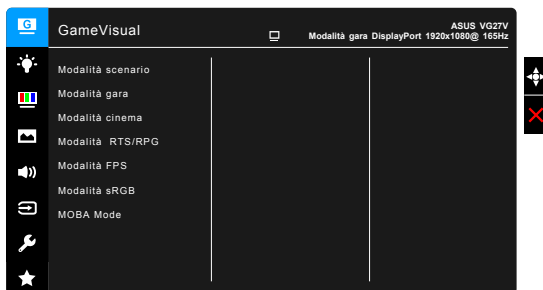 G
GameVisual
ASUS VG27V
Modalità gara DisplayPort 1920x1080@ 165Hz
Modalità scenario
Modalità gara
Modalità cinema
Modalità RTS/RPG
Modalità FPS
Modalità sRGB
MOBA Mode